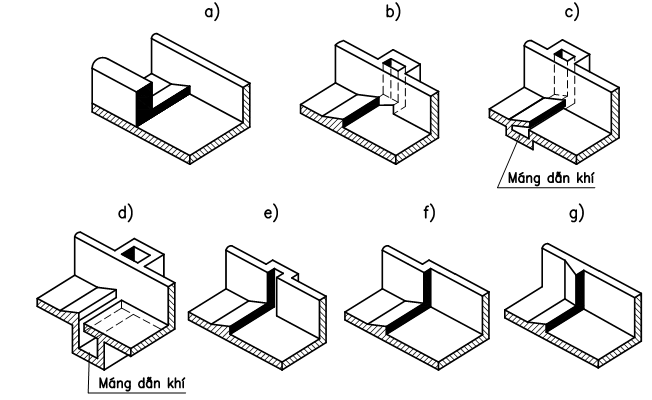 a)
b)
c)
Máng dẫn khí
d)
e)
f)
g)
Máng dẫn khí